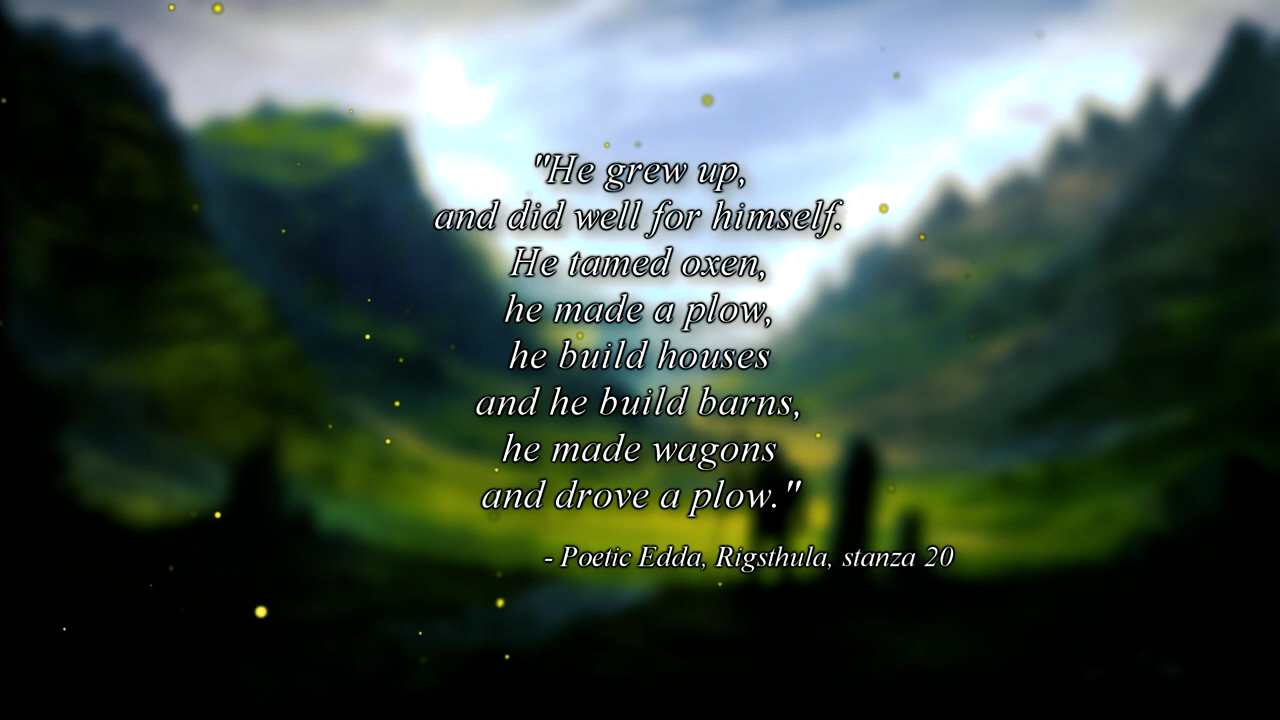 "He grew up,
and did well for himself.
He tamed oxen,
he made a plow,
he build houses
and he build barns,
he made wagons
and drove a plow."
- Poetic Edda, Rigsthula, stanza 20